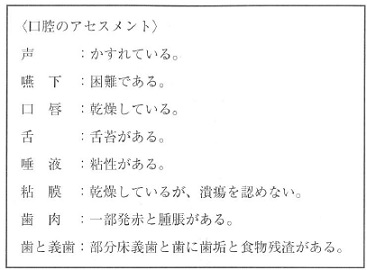 〈口腔のアセスメント〉
声　　：かすれている。
嚥　下：困難である。
口　唇：乾燥している。
舌　　：舌苔がある。
唾　液：粘性がある。
粘　膜：乾燥しているが、潰瘍を認めない。
歯　肉：一部発赤と腫脹がある。
歯と義歯：部分床義歯と歯に歯垢と食物残渣がある。